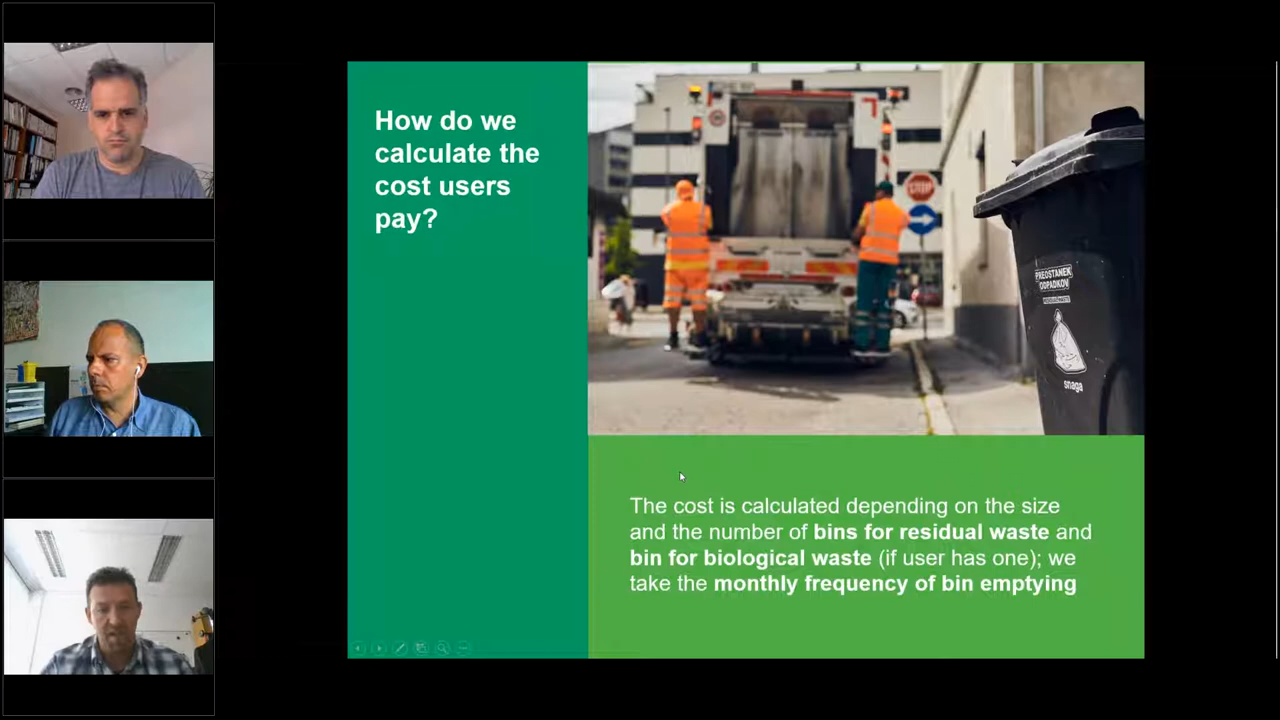 How do we
calculate the
cost users
pay?
STOP
PREOSTANEK
ODPADKOV
snaga
The cost is calculated depending on the size
and the number of bins for residual waste and
bin for biological waste (if user has one); we
take the monthly frequency of bin emptying